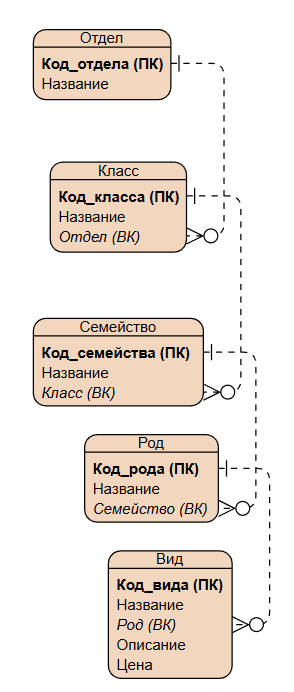 Отдел
Код_отдела (ПК)
Название
Класс
Код_класса (ПК)
Название
Отдел (ВК)
Семейство
Код_семейства (ПК)
Название
Класс (ВК)
Род
Код_рода (ПК)
Название
Семейство (ВК)
Вид
Код_вида (ПК)
Название
Род (ВК)
Описание
Цена